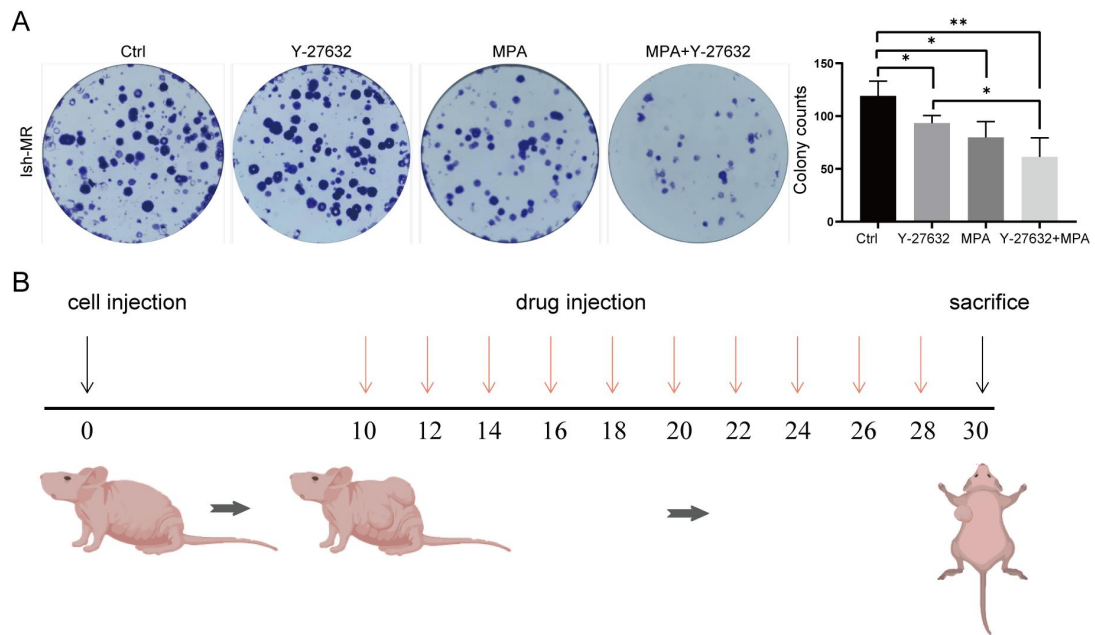 A
Ctrl Y-27632 MPA MPA+Y-27632
Ish-MR
**
*
*
*
Colony counts
150
100
50
0
Ctrl Y-27632 MPA Y-27632+MPA
B
cell injection drug injection sacrifice
0 10 12 14 16 18 20 22 24 26 28 30